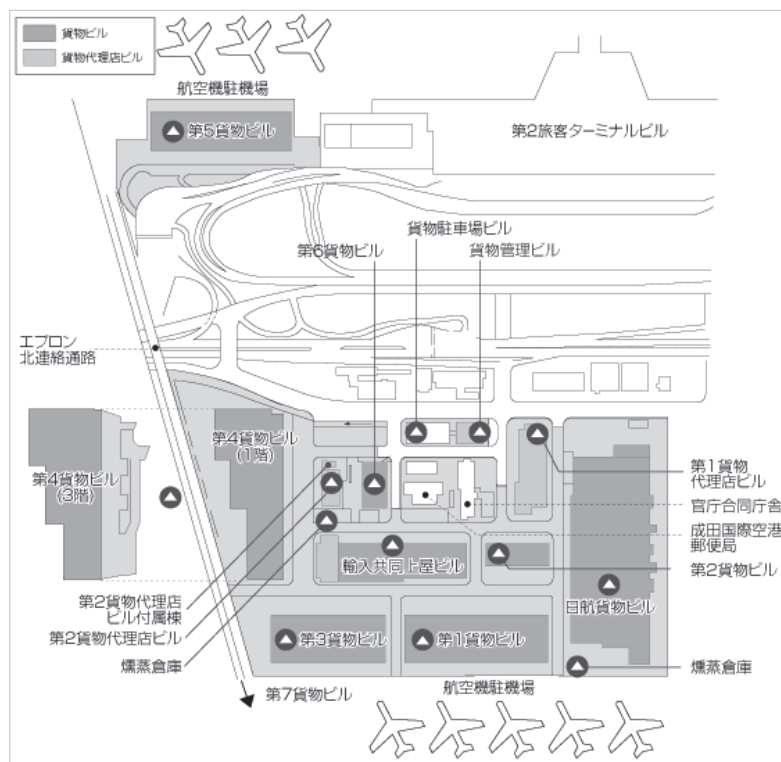 貨物ビル
貨物代理店ビル
航空機駐機場
第5貨物ビル
第2旅客ターミナルビル
貨物駐車場ビル
第6貨物ビル
貨物管理ビル
エプロン
北連絡通路
第4貨物ビル
(1階)
第4貨物ビル
(3階)
第1貨物
代理店ビル
官庁合同庁舎
成田国際空港
郵便局
第2貨物ビル
輸入共同上屋ビル
日航貨物ビル
第2貨物代理店
ビル付属棟
第2貨物代理店ビル
燻蒸倉庫
第3貨物ビル
第1貨物ビル
燻蒸倉庫
第7貨物ビル
航空機駐機場